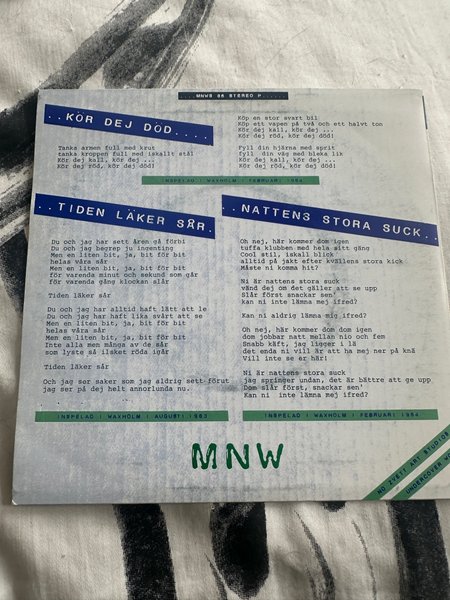 ....MNWS 86 STEREO P......
..KÖR DEJ DÖD....
Tanka armen full med krut
tanka kroppen full med iskallt stål
Kör dej kall, kör dej ...
Kör dej röd, kör dej död!
Köp en stor svart bil
Köp ett vapen på två och ett halvt ton
Kör dej kall, kör dej ...
Kör dej röd, kör dej död!
Fyll din hjärna med sprit
Fyll din väg med bleka lik
Kör dej kall, kör dej ...
Kör dej röd, kör dej död!
INSPELAD I WAXHOLM I FEBRUARI 1984
..TIDEN LÄKER SÅR.
Du och jag har sett åren gå förbi
Du och jag begrep ju ingenting
Men en liten bit, ja, bit för bit
helas våra sår
Men en liten bit, ja, bit för bit
för varenda minut och sekund som går
för varenda gång klockan slår
Tiden läker sår
Du och jag har alltid haft lätt att le
Du och jag har haft lika svårt att se
Men en liten bit, ja, bit för bit
helas våra sår
Men en liten bit, ja, bit för bit
Inte alla men många av de sår
som lyste så ilsket röda igår
Tiden läker sår
Och jag ser saker som jag aldrig sett förut
jag ser på dej helt annorlunda nu.
INSPELAD I WAXHOLM I AUGUSTI 1983
..NATTENS STORA SUCK..
Oh nej, här kommer dom igen
tuffa klubben med hela sitt gäng
Cool stil, iskall blick
alltid på jakt efter kvällens stora kick
Måste ni komma hit?
Ni är nattens stora suck
vänd dej om det gäller att se upp
Slår först snackar sen'
kan ni inte lämna mej ifred?
Kan ni aldrig lämna mig ifred?
Oh nej, här kommer dom dom igen
dom jobbar natt mellan nio och fem
Snabb käft, jag ligger i lä
det enda ni vill är att ha mej ner på knä
Vill inte se er här!
Ni är nattens stora suck
jag springer undan, det är bättre att ge upp
Dom slår först, snackar sen'
Kan ni inte lämna mej ifred?
INSPELAD I WAXHOLM I FEBRUARI 1984.
MNW
ART STUDIOS
UNDERCOVER